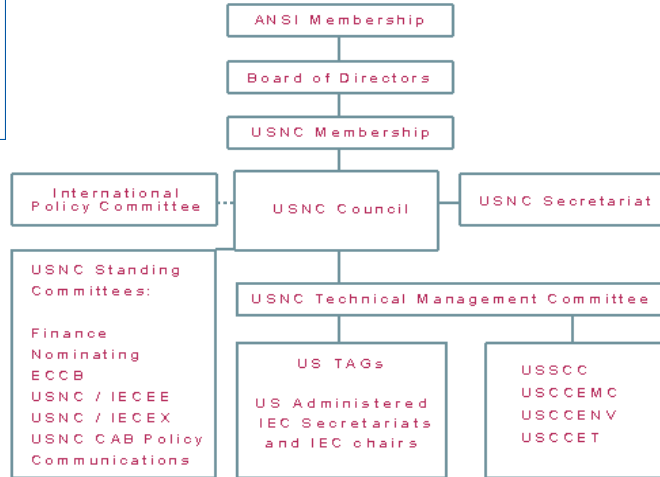 ANSI Membership
Board of Directors
USNC Membership
International
Policy Committee
USNC Council
USNC Secretariat
USNC Standing
Committees:
Finance
Nominating
ECCB
USNC / IECEE
USNC / IECEX
USNC CAB Policy
Communications
USNC Technical Management Committee
US TAGs
US Administered
IEC Secretariats
and IEC chairs
USSCC
USCCEMC
USCCENV
USCCET